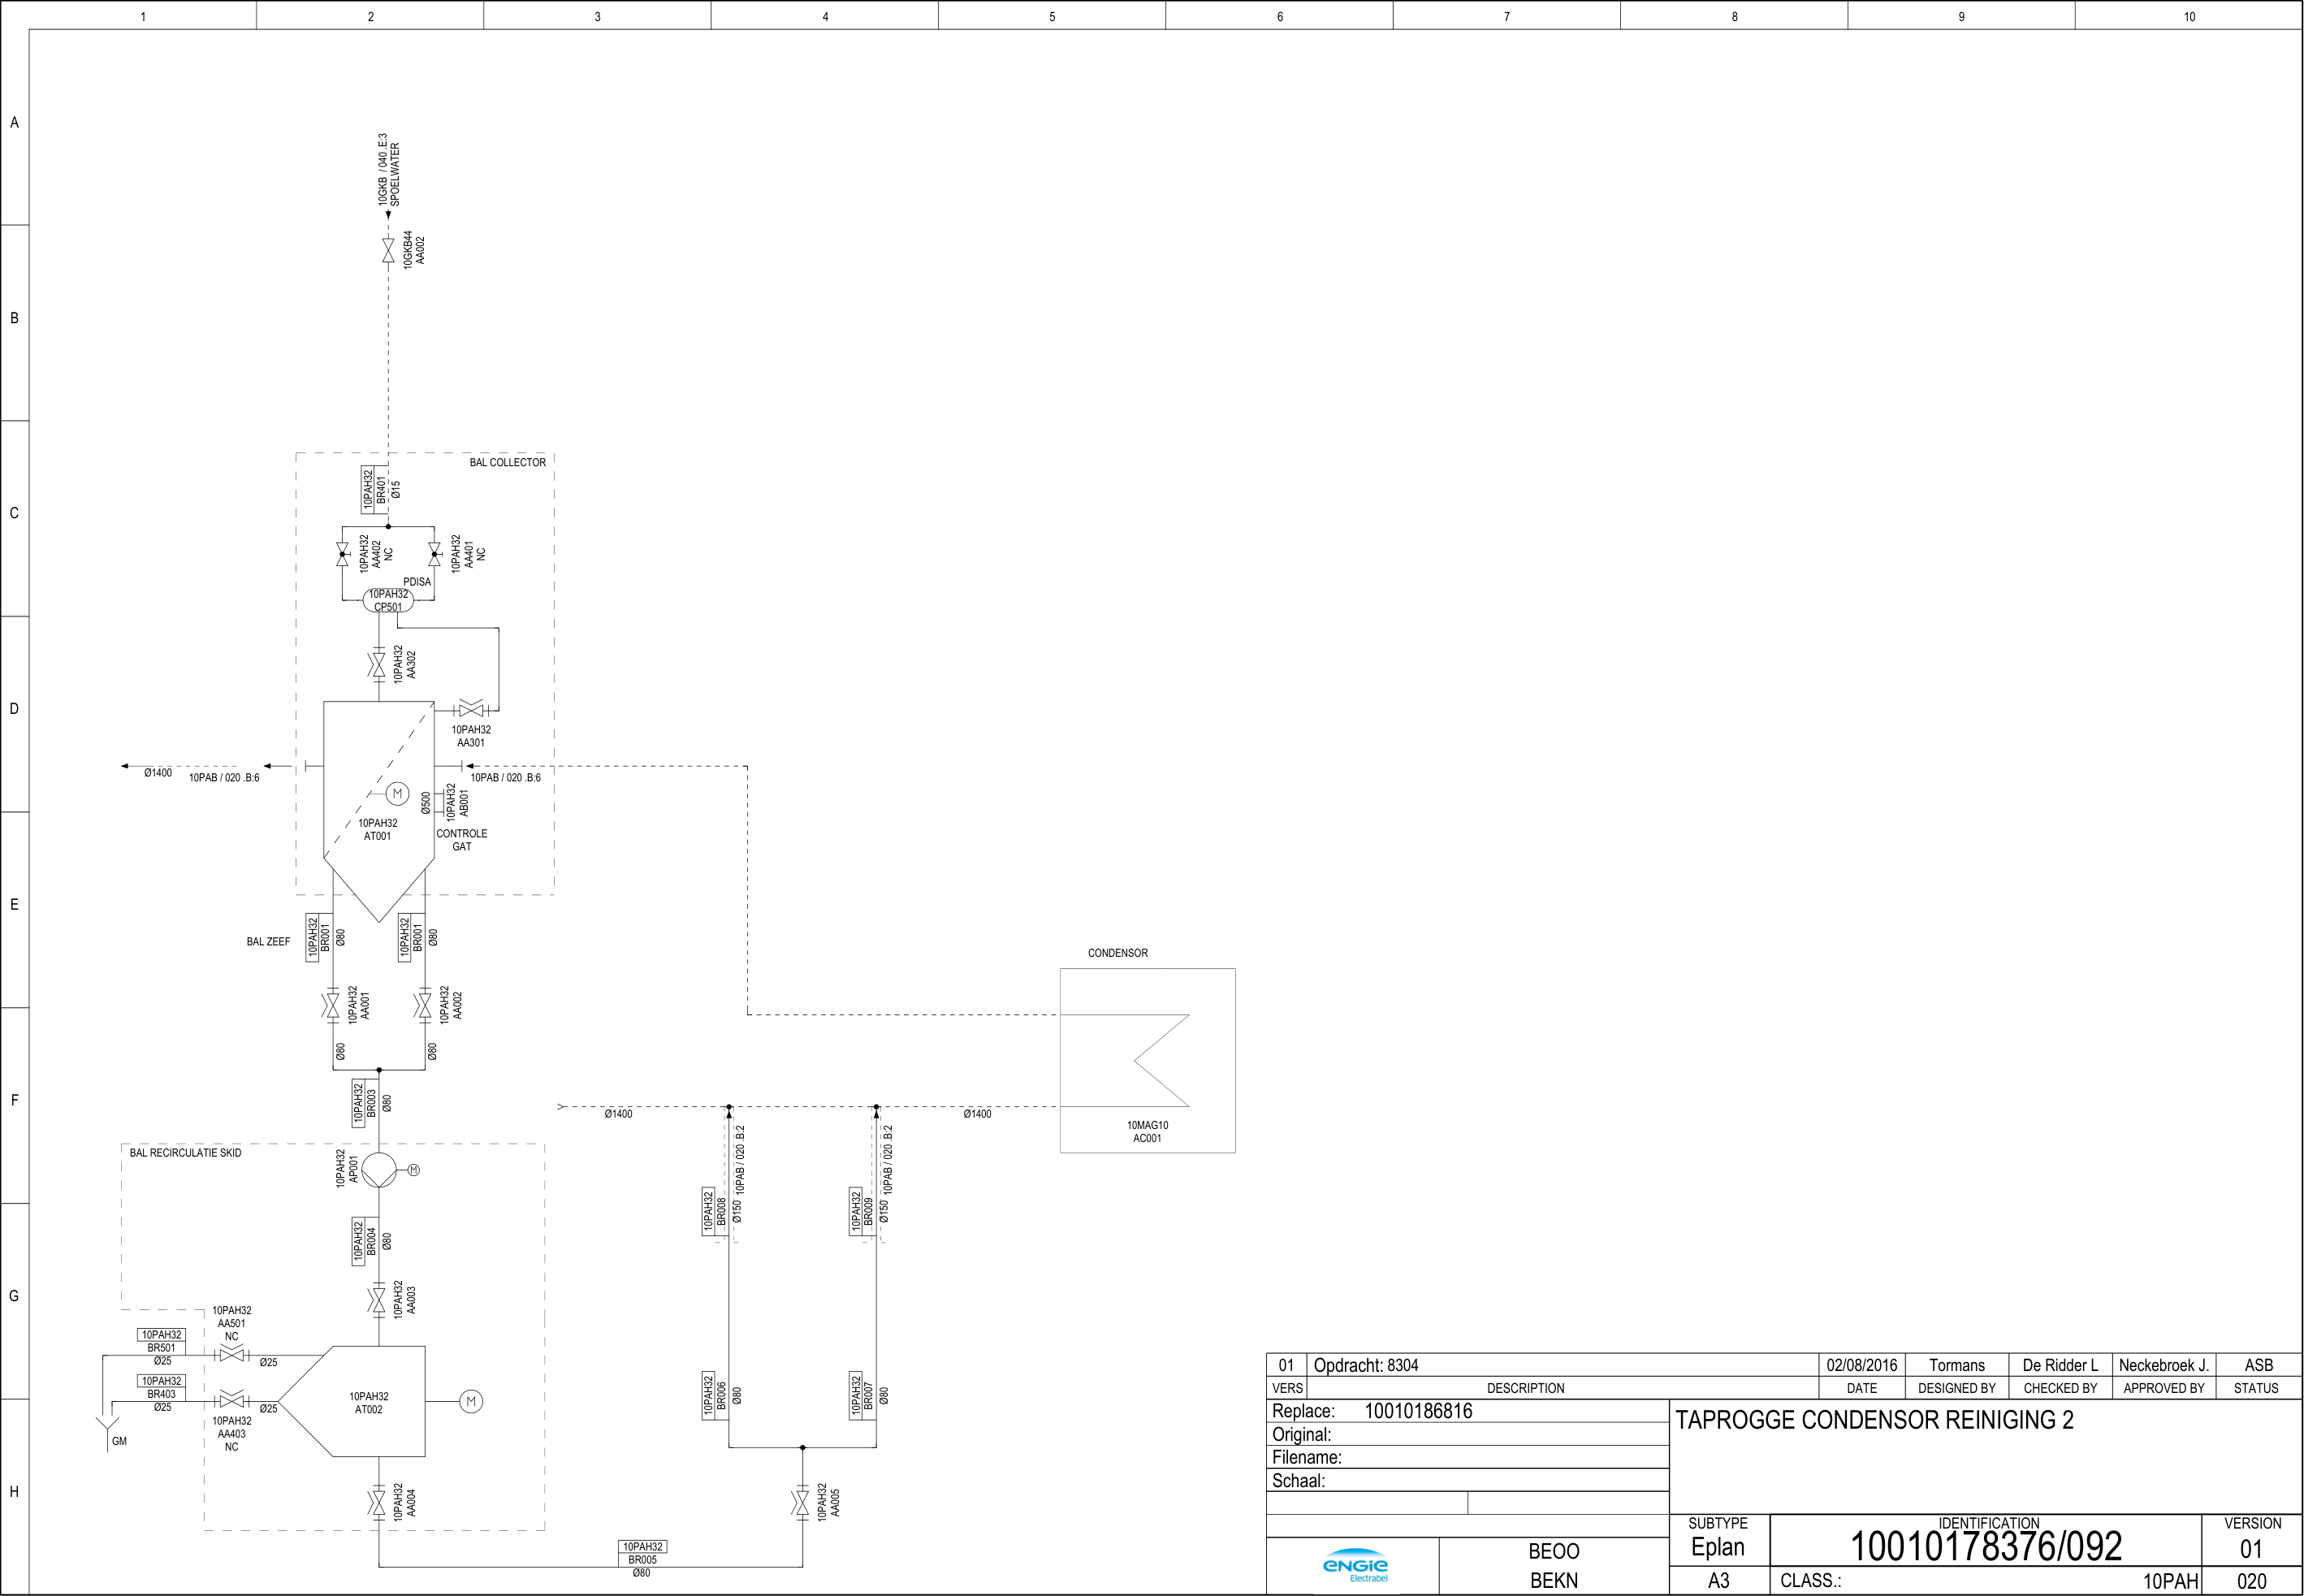 1 2 3 4 5 6 7 8 9 10
A
B
C
D
E
F
G
H
10GKB / 040 .E:3
SPOELWATER
10GKB44
AA002
BAL COLLECTOR
10PAH32
BR401
Ø15
10PAH32
AA402
NC
10PAH32
AA401
NC
PDISA
10PAH32
CP501
10PAH32
AA302
10PAH32
AA301
Ø1400
10PAB / 020 .B:6
10PAB / 020 .B:6
M
Ø500
10PAH32
AB001
10PAH32
AT001
CONTROLE
GAT
BAL ZEEF
10PAH32
BR001
Ø80
10PAH32
BR001
Ø80
10PAH32
AA001
10PAH32
AA002
Ø80
Ø80
10PAH32
BR003
Ø80
CONDENSOR
Ø1400
Ø1400
10MAG10
AC001
BAL RECIRCULATIE SKID
10PAH32
AP001
M
10PAH32
BR004
Ø80
10PAH32
AA003
10PAH32
BR008
Ø150
10PAB / 020 .B:2
10PAH32
BR009
Ø150
10PAB / 020 .B:2
10PAH32
AA501
NC
10PAH32
BR501
Ø25
Ø25
10PAH32
BR403
Ø25
Ø25
10PAH32
AA403
NC
GM
10PAH32
AT002
M
10PAH32
AA004
10PAH32
BR006
Ø80
10PAH32
BR007
Ø80
10PAH32
AA005
10PAH32
BR005
Ø80
01 Opdracht: 8304 02/08/2016 Tormans De Ridder L Neckebroek J. ASB
VERS DESCRIPTION DATE DESIGNED BY CHECKED BY APPROVED BY STATUS
Replace: 10010186816
Original:
Filename:
Schaal:
TAPROGGE CONDENSOR REINIGING 2
ENGIE
Electrabel
BEOO
BEKN
SUBTYPE IDENTIFICATION VERSION
Eplan 10010178376/092 01
A3 CLASS.: 10PAH 020